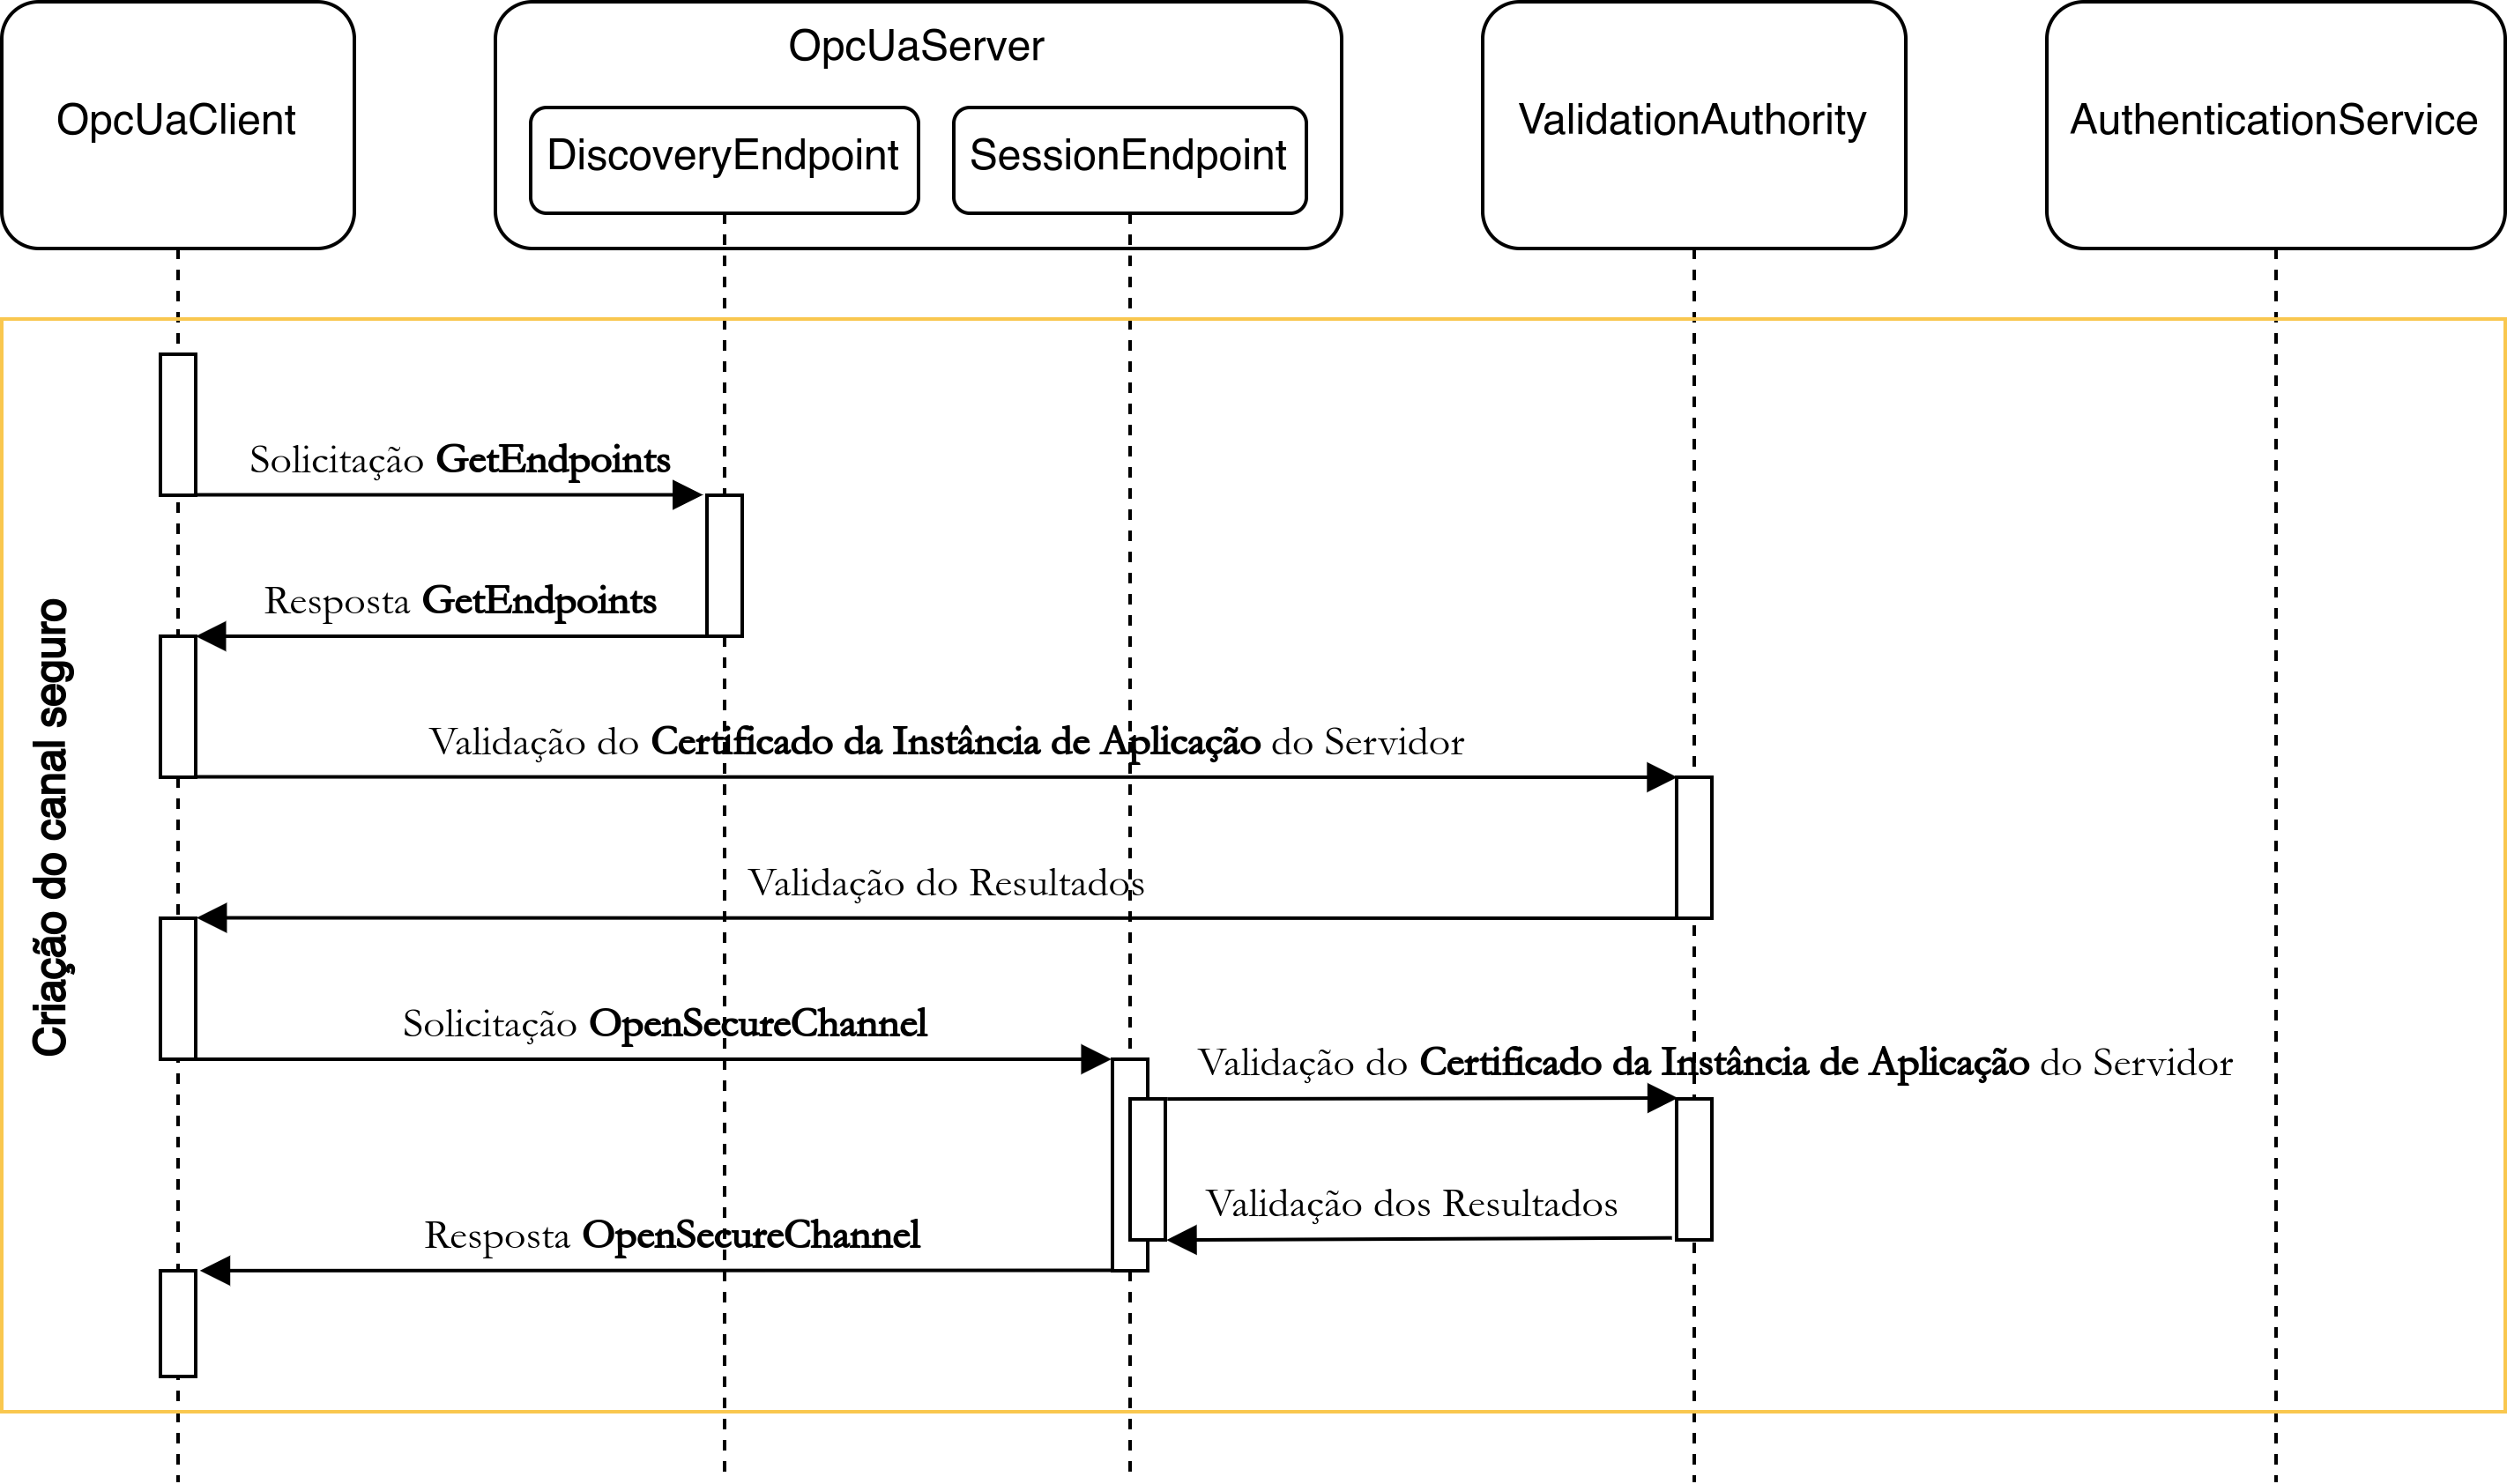 OpcUaClient
OpcUaServer
DiscoveryEndpoint
SessionEndpoint
ValidationAuthority
AuthenticationService
Criação do canal seguro
Solicitação GetEndpoints
Resposta GetEndpoints
Validação do Certificado da Instância de Aplicação do Servidor
Validação do Resultados
Solicitação OpenSecureChannel
Validação do Certificado da Instância de Aplicação do Servidor
Validação dos Resultados
Resposta OpenSecureChannel